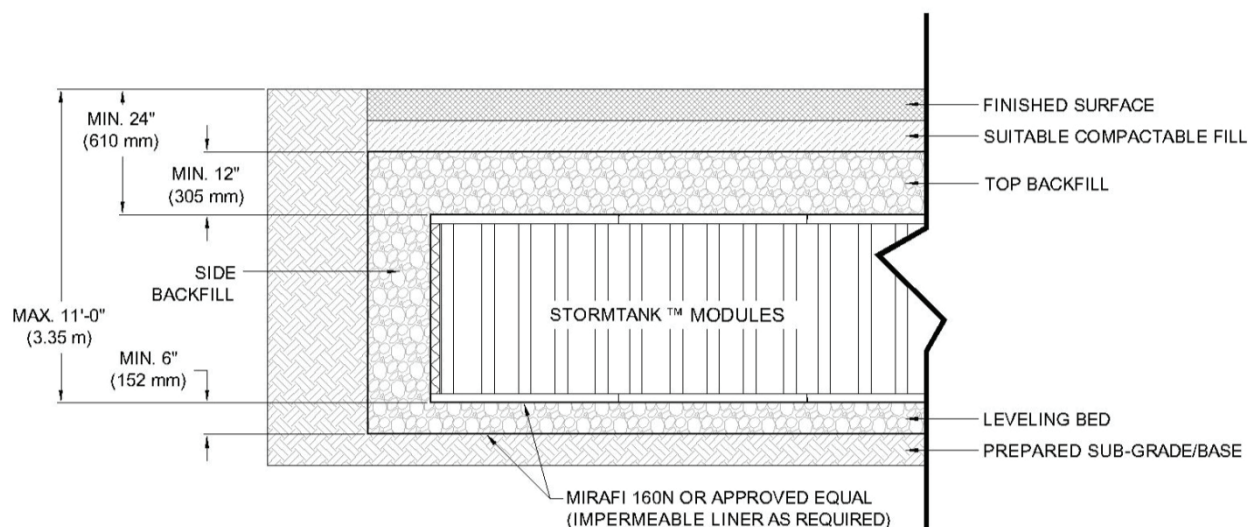 MIN. 24"
(610 mm)
MIN. 12"
(305 mm)
SIDE
BACKFILL
MAX. 11'-0"
(3.35 m)
MIN. 6"
(152 mm)
STORMTANK ™ MODULES
FINISHED SURFACE
SUITABLE COMPACTABLE FILL
TOP BACKFILL
LEVELING BED
PREPARED SUB-GRADE/BASE
MIRAFI 160N OR APPROVED EQUAL
(IMPERMEABLE LINER AS REQUIRED)